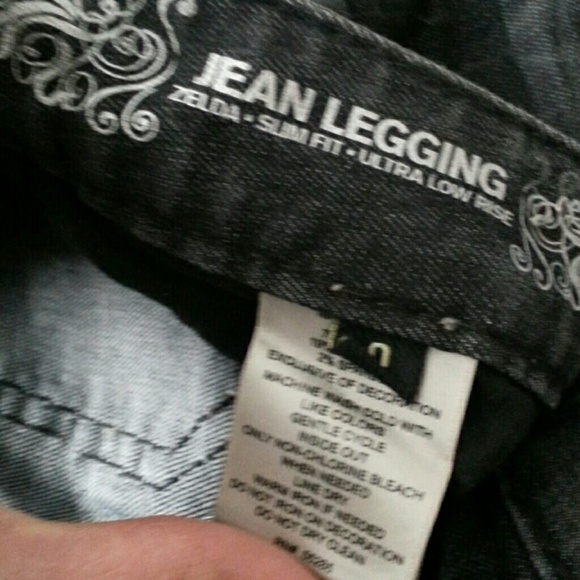 JEAN LEGGING
ZELDA • SLIM FIT • ULTRA LOW RISE
2%
EXCLUSIVE OF DECORATION
MACHINE WASH COLD WITH
LIKE COLORS
GENTLE CYCLE
INSIDE OUT
ONLY NON-CHLORINE BLEACH
WHEN NEEDED
LINE DRY
WARM IRON IF NEEDED
DO NOT IRON ON DECORATION
DO NOT DRY CLEAN